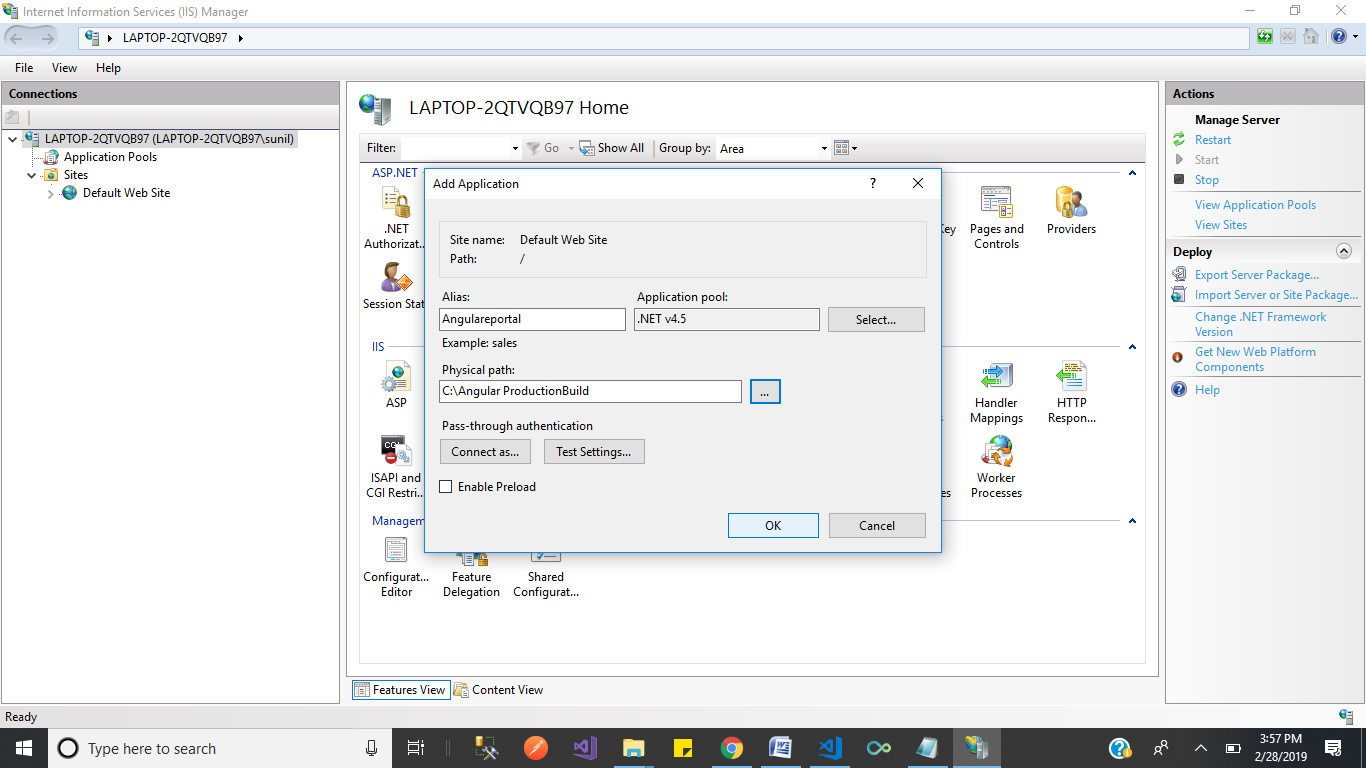 Internet Information Services (IIS) Manager
LAPTOP-2QTVQB97
File View Help
Connections
LAPTOP-2QTVQB97 (LAPTOP-2QTVQB97\sunil)
Application Pools
Sites
Default Web Site
LAPTOP-2QTVQB97 Home
Filter: Go Show All Group by: Area
ASP.NET
.NET
Authorizat...
Key
Pages and
Controls
Providers
Session Stat
Add Application
?
Site name: Default Web Site
Path: /
Alias:
Application pool:
Angulareportal
.NET v4.5
Select...
Example: sales
Physical path:
C:\Angular ProductionBuild
...
Pass-through authentication
Connect as...
Test Settings...
Enable Preload
OK
Cancel
IIS
ASP
Handler
Mappings
HTTP
Respon...
ISAPI and
CGI Restri...
es
Worker
Processes
Managem
Configurat...
Editor
Feature
Delegation
Shared
Configurat...
Features View
Content View
Actions
Manage Server
Restart
Start
Stop
View Application Pools
View Sites
Deploy
Export Server Package...
Import Server or Site Package...
Change .NET Framework
Version
Get New Web Platform
Components
Help
Ready
Type here to search
3:57 PM
2/28/2019